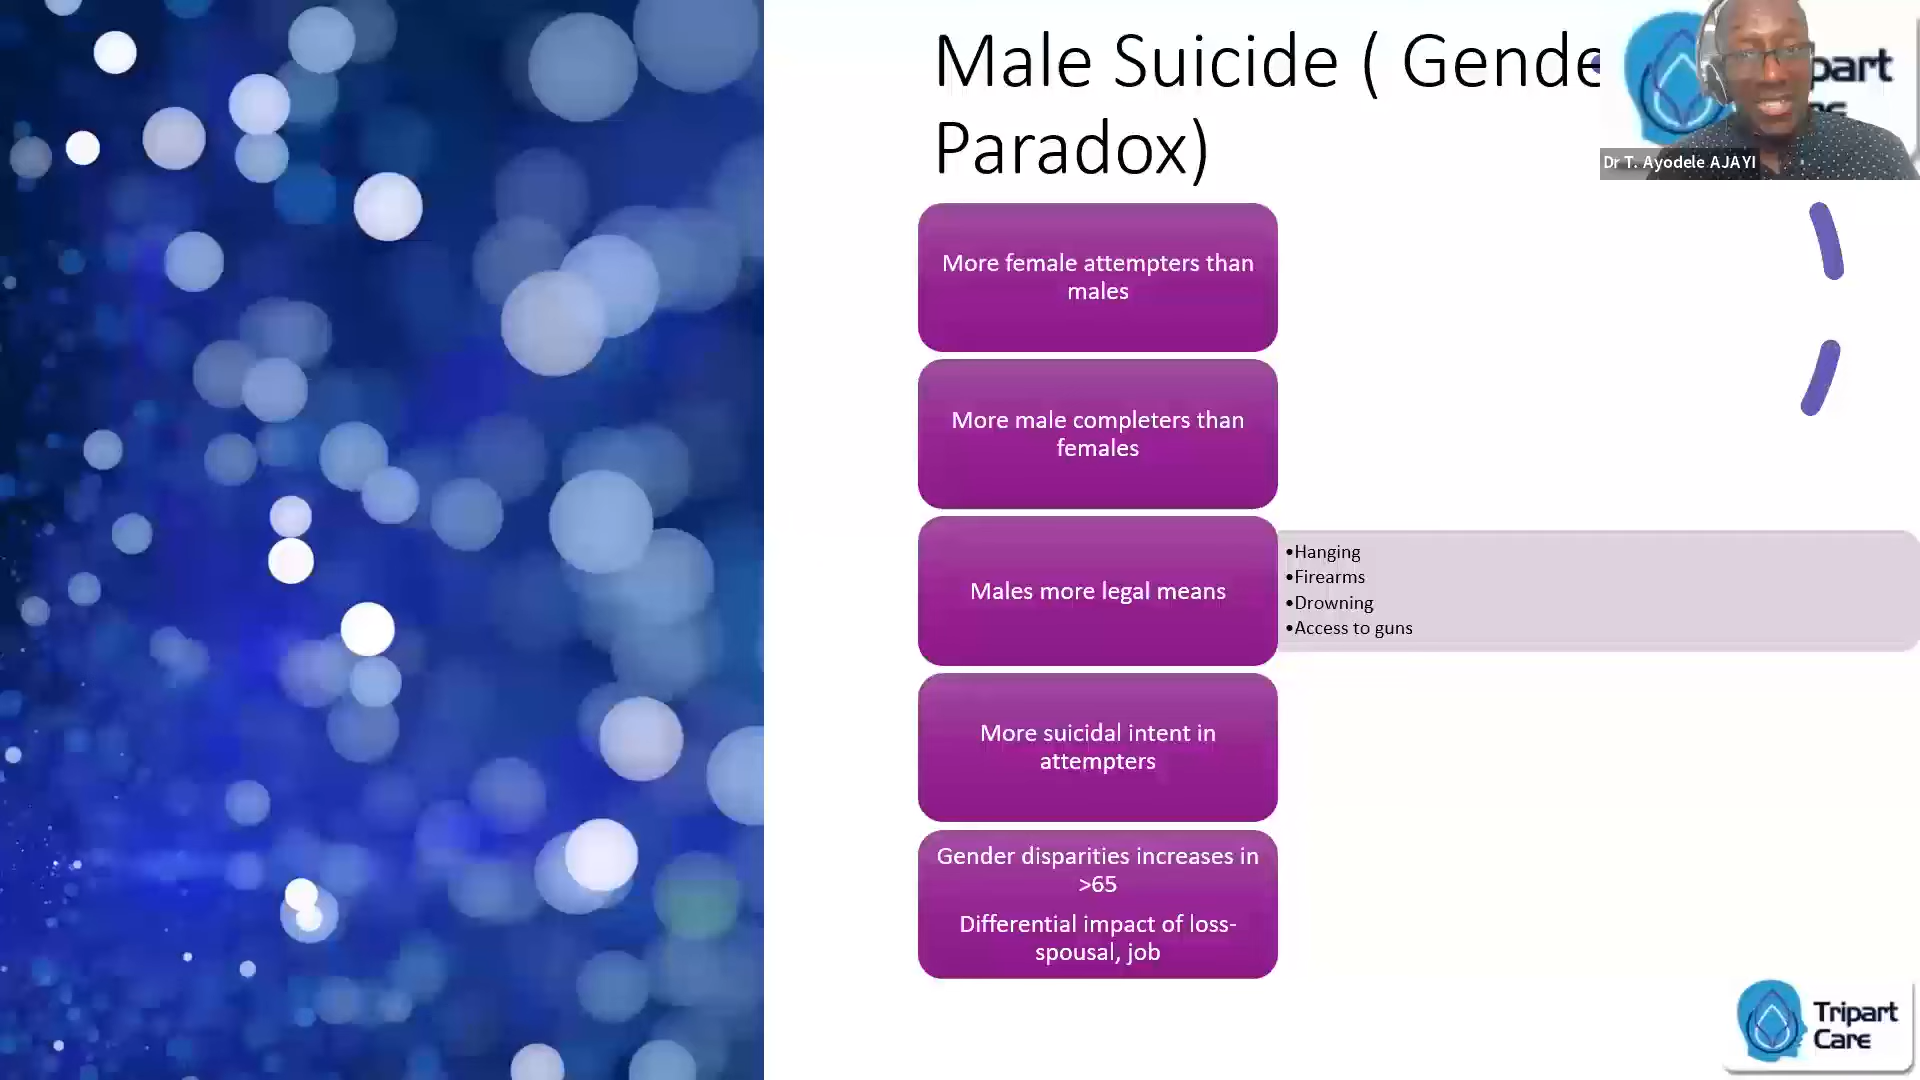 Male Suicide ( Gende
Paradox)
part
Dr T. Ayodele AJAYI
More female attempters than
males
More male completers than
females
Males more legal means
•Hanging
•Firearms
•Drowning
•Access to guns
More suicidal intent in
attempters
Gender disparities increases in
>65
Differential impact of loss-
spousal, job
Tripart
Care